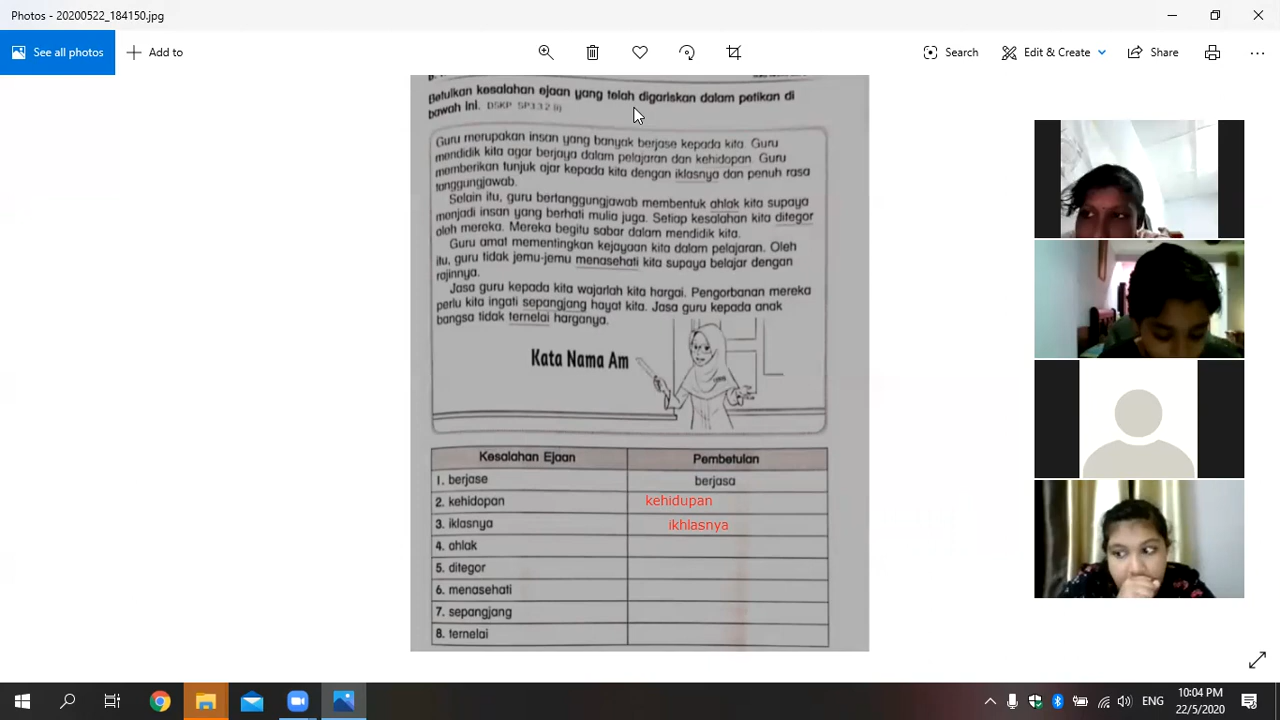 Photos - 20200522_184150.jpg
See all photos
Add to
Search
Edit & Create
Share
Betulkan kesalahan ejaan yang telah digariskan dalam petikan di
bawah ini. DSKP SP3.3.2 (i)
Guru merupakan insan yang banyak berjase kepada kita. Guru
mendidik kita agar berjaya dalam pelajaran dan kehidopan. Guru
memberikan tunjuk ajar kepada kita dengan iklasnya dan penuh rasa
tanggungjawab.
Selain itu, guru bertanggungjawab membentuk ahlak kita supaya
menjadi insan yang berhati mulia juga. Setiap kesalahan kita ditegor
oleh mereka. Mereka begitu sabar dalam mendidik kita.
Guru amat mementingkan kejayaan kita dalam pelajaran. Oleh
itu, guru tidak jemu-jemu menasehati kita supaya belajar dengan
rajinnya.
Jasa guru kepada kita wajarlah kita hargai. Pengorbanan mereka
perlu kita ingati sepangjang hayat kita. Jasa guru kepada anak
bangsa tidak ternelai harganya.
Kata Nama Am
Kesalahan Ejaan Pembetulan
1. berjase berjasa
2. kehidopan kehidupan
3. iklasnya ikhlasnya
4. ahlak
5. ditegor
6. menasehati
7. sepangjang
8. ternelai
ENG
10:04 PM
22/5/2020